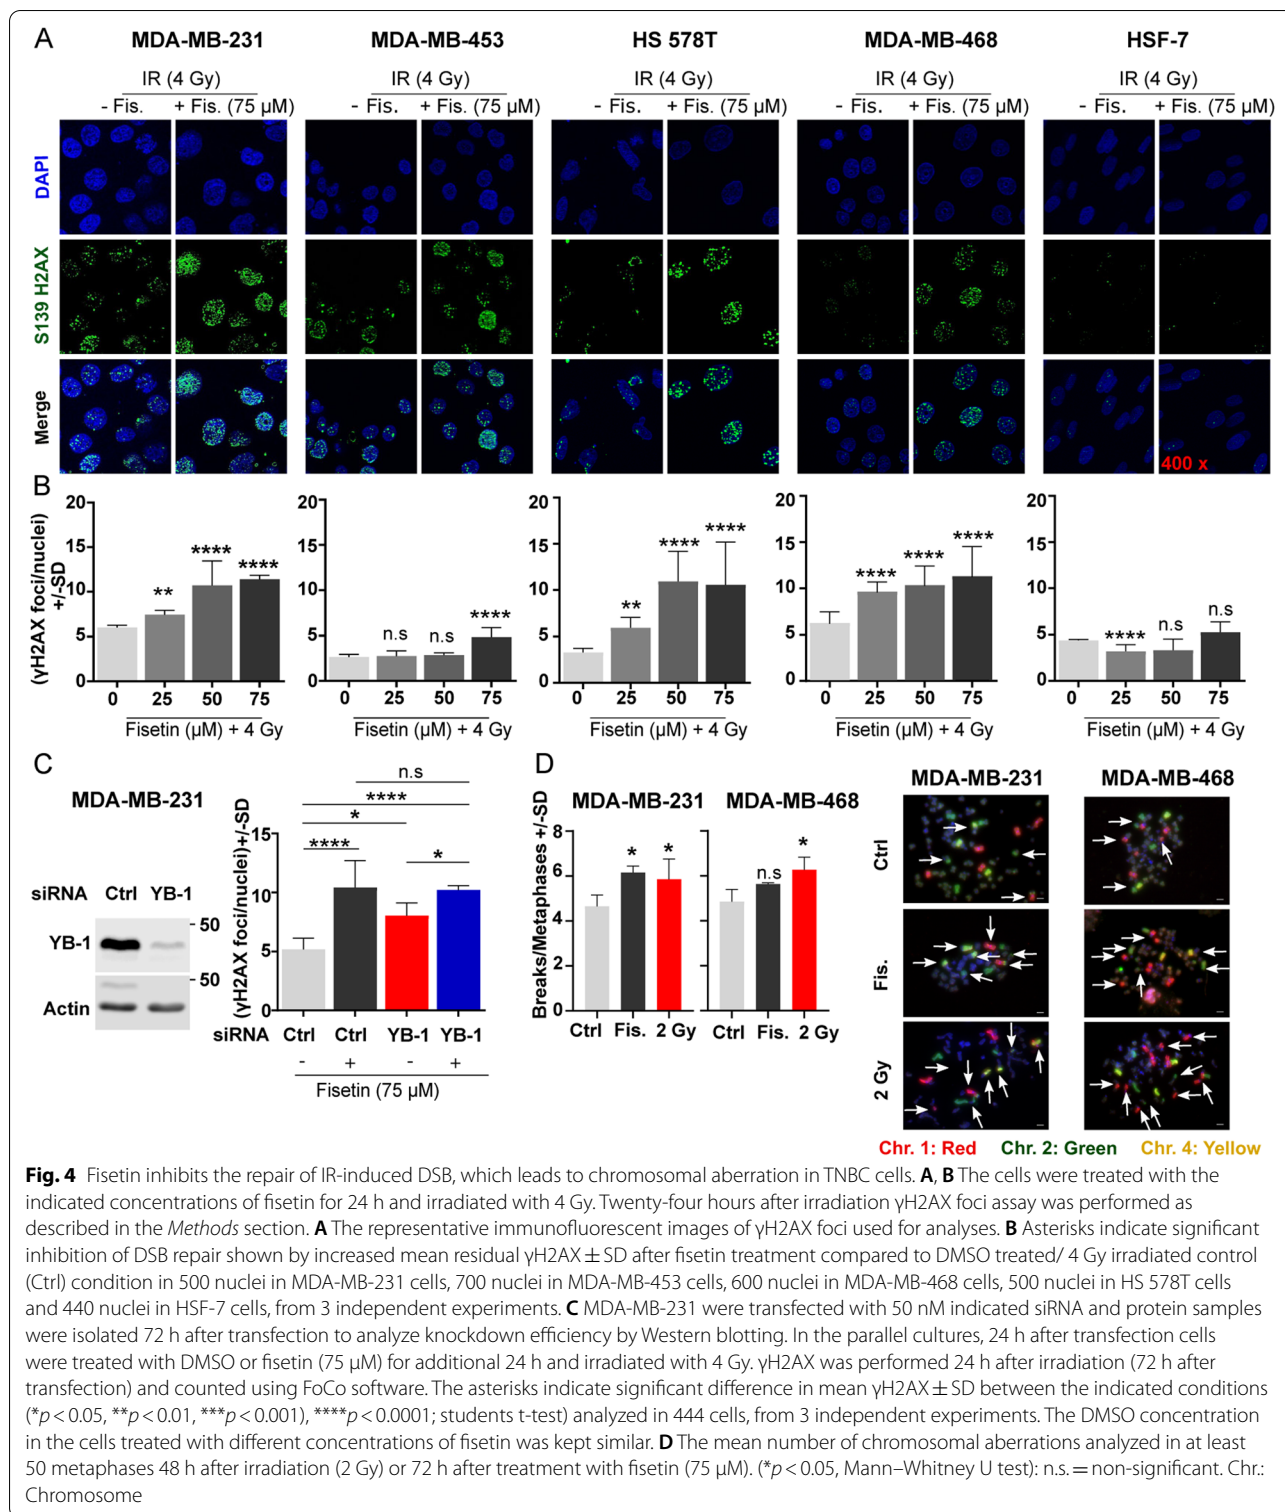 A
MDA-MB-231
MDA-MB-453
HS 578T
MDA-MB-468
HSF-7
IR (4 Gy)
IR (4 Gy)
IR (4 Gy)
IR (4 Gy)
IR (4 Gy)
- Fis. + Fis. (75 µM)
- Fis. + Fis. (75 µM)
- Fis. + Fis. (75 µM)
- Fis. + Fis. (75 µM)
- Fis. + Fis. (75 µM)
DAPI
S139 H2AX
Merge
400 x
B
(γH2AX foci/nuclei)
+/-SD
20
15
10
5
0
**
****
****
0 25 50 75
Fisetin (µM) + 4 Gy
20
15
10
5
0
n.s
n.s
****
0 25 50 75
Fisetin (µM) + 4 Gy
20
15
10
5
0
**
****
****
0 25 50 75
Fisetin (µM) + 4 Gy
20
15
10
5
0
****
****
****
0 25 50 75
Fisetin (µM) + 4 Gy
20
15
10
5
0
****
n.s
n.s
0 25 50 75
Fisetin (µM) + 4 Gy
C
MDA-MB-231
siRNA Ctrl YB-1
YB-1
50
50
Actin
(γH2AX foci/nuclei)+/-SD
15
10
5
0
n.s
****
*
****
*
siRNA Ctrl Ctrl YB-1 YB-1
- + - +
Fisetin (75 µM)
D
Breaks/Metaphases +/-SD
MDA-MB-231
MDA-MB-468
8
6
4
2
0
*
*
n.s
*
Ctrl Fis. 2 Gy
Ctrl Fis. 2 Gy
MDA-MB-231
MDA-MB-468
Ctrl
Fis.
2 Gy
Chr. 1: Red Chr. 2: Green Chr. 4: Yellow
Fig. 4 Fisetin inhibits the repair of IR-induced DSB, which leads to chromosomal aberration in TNBC cells. A, B The cells were treated with the
indicated concentrations of fisetin for 24 h and irradiated with 4 Gy. Twenty-four hours after irradiation γH2AX foci assay was performed as
described in the Methods section. A The representative immunofluorescent images of γH2AX foci used for analyses. B Asterisks indicate significant
inhibition of DSB repair shown by increased mean residual γH2AX ± SD after fisetin treatment compared to DMSO treated/ 4 Gy irradiated control
(Ctrl) condition in 500 nuclei in MDA-MB-231 cells, 700 nuclei in MDA-MB-453 cells, 600 nuclei in MDA-MB-468 cells, 500 nuclei in HS 578T cells
and 440 nuclei in HSF-7 cells, from 3 independent experiments. C MDA-MB-231 were transfected with 50 nM indicated siRNA and protein samples
were isolated 72 h after transfection to analyze knockdown efficiency by Western blotting. In the parallel cultures, 24 h after transfection cells
were treated with DMSO or fisetin (75 µM) for additional 24 h and irradiated with 4 Gy. γH2AX was performed 24 h after irradiation (72 h after
transfection) and counted using FoCo software. The asterisks indicate significant difference in mean γH2AX ± SD between the indicated conditions
(*p < 0.05, **p < 0.01, ***p < 0.001), ****p < 0.0001; students t-test) analyzed in 444 cells, from 3 independent experiments. The DMSO concentration
in the cells treated with different concentrations of fisetin was kept similar. D The mean number of chromosomal aberrations analyzed in at least
50 metaphases 48 h after irradiation (2 Gy) or 72 h after treatment with fisetin (75 µM). (*p < 0.05, Mann–Whitney U test): n.s. = non-significant. Chr.:
Chromosome